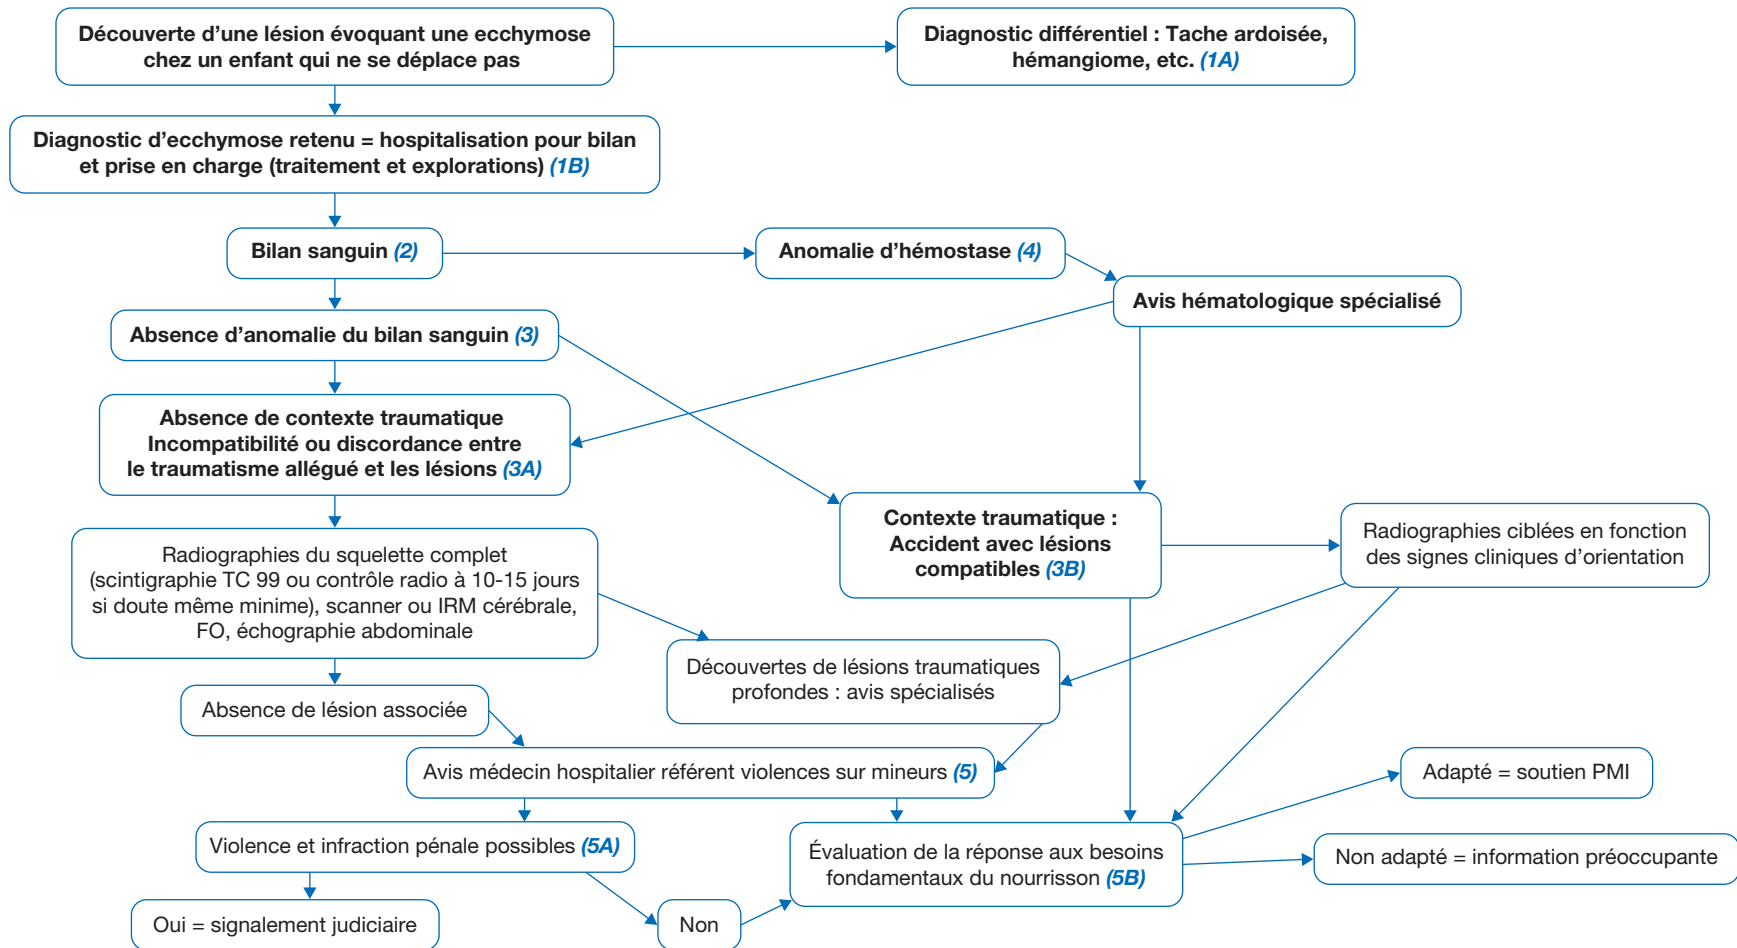 Découverte d'une lésion évoquant une ecchymose
chez un enfant qui ne se déplace pas
Diagnostic différentiel : Tache ardoisée,
hémangiome, etc. (1A)
Diagnostic d'ecchymose retenu = hospitalisation pour bilan
et prise en charge (traitement et explorations) (1B)
Bilan sanguin (2)
Anomalie d'hémostase (4)
Avis hématologique spécialisé
Absence d'anomalie du bilan sanguin (3)
Absence de contexte traumatique
Incompatibilité ou discordance entre
le traumatisme allégué et les lésions (3A)
Contexte traumatique :
Accident avec lésions
compatibles (3B)
Radiographies ciblées en fonction
des signes cliniques d'orientation
Radiographies du squelette complet
(scintigraphie TC 99 ou contrôle radio à 10-15 jours
si doute même minime), scanner ou IRM cérébrale,
FO, échographie abdominale
Découvertes de lésions traumatiques
profondes : avis spécialisés
Absence de lésion associée
Avis médecin hospitalier référent violences sur mineurs (5)
Adapté = soutien PMI
Violence et infraction pénale possibles (5A)
Évaluation de la réponse aux besoins
fondamentaux du nourrisson (5B)
Non adapté = information préoccupante
Oui = signalement judiciaire
Non